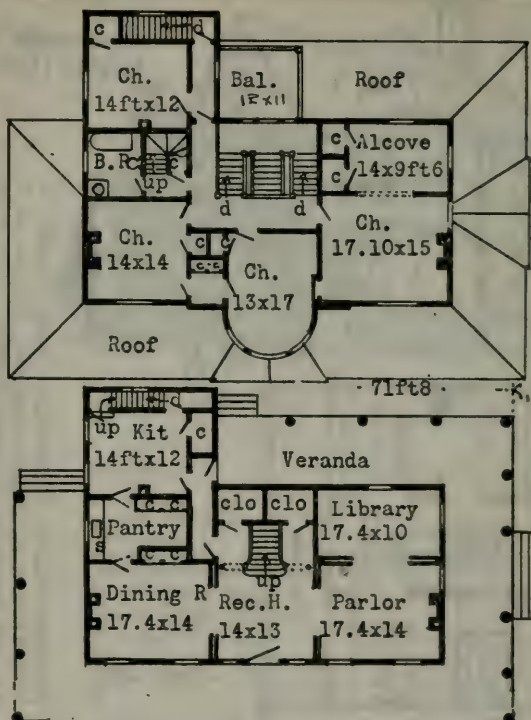 c d
Ch.
14ftx12
Bal.
12x11
Roof
B.R
c c
up
c
c
Alcove
14x9ft6
d d
Ch.
14x14
c c
c c
Ch.
13x17
Ch.
17.10x15
Roof
71ft8
up d
Kit
14ftx12
c
Veranda
c c
Pantry
s
c c
clo clo
Library
17.4x10
up
Dining R
17.4x14
Rec.H.
14x13
Parlor
17.4x14